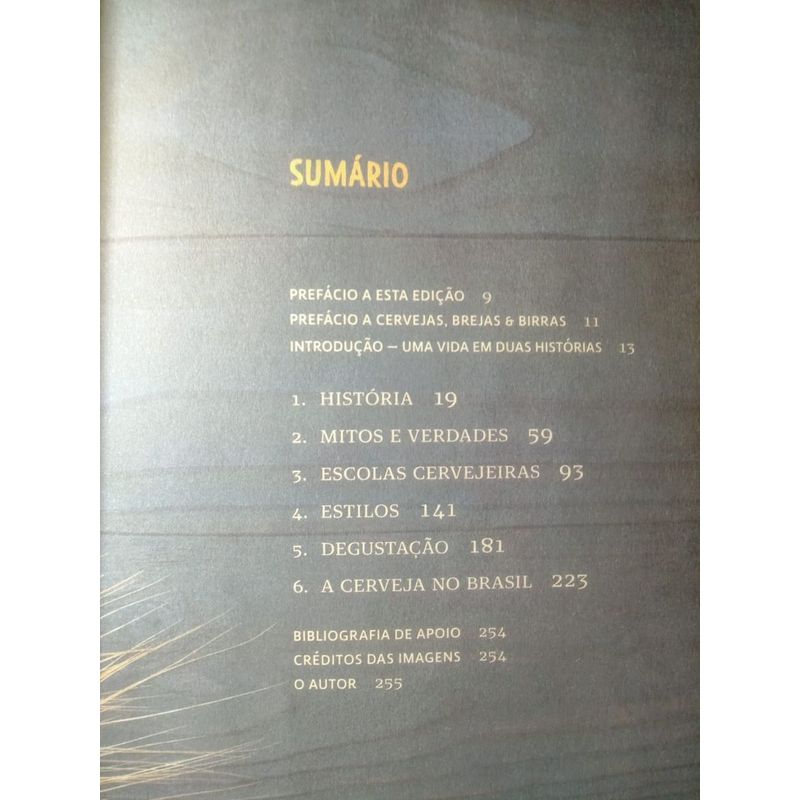 SUMÁRIO
PREFÁCIO A ESTA EDIÇÃO 9
PREFÁCIO A CERVEJAS, BREJAS & BIRRAS 11
INTRODUÇÃO – UMA VIDA EM DUAS HISTÓRIAS 13
1. HISTÓRIA 19
2. MITOS E VERDADES 59
3. ESCOLAS CERVEJEIRAS 93
4. ESTILOS 141
5. DEGUSTAÇÃO 181
6. A CERVEJA NO BRASIL 223
BIBLIOGRAFIA DE APOIO 254
CRÉDITOS DAS IMAGENS 254
O AUTOR 255